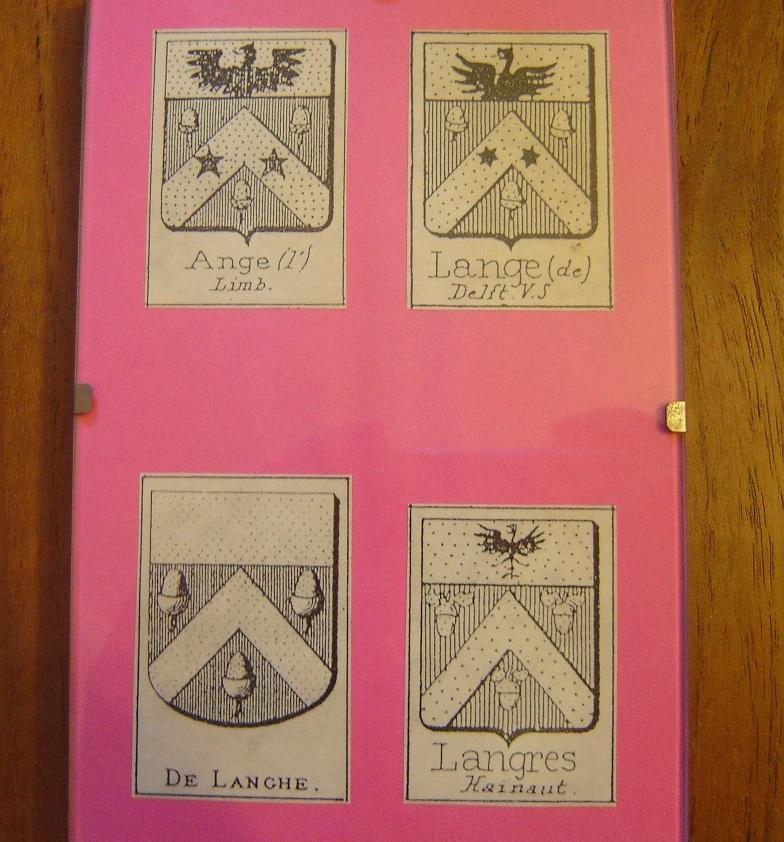 Ange (l')
Limb.
Lange (de)
Delft. V.S
DE LANGHE.
Langres
Hainaut.